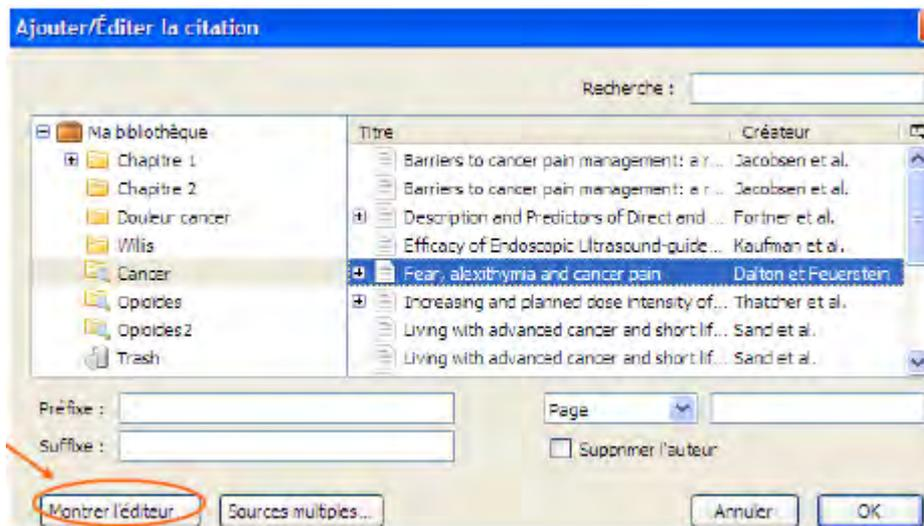 Ajouter/Éditer la citation
Recherche :
Ma bibliothèque
Chapitre 1
Chapitre 2
Douleur cancer
Willis
Cancer
Opioides
Opioides2
Trash
Titre Créateur
Barriers to cancer pain management: a r... Jacobsen et al.
Barriers to cancer pain management: a r... Jacobsen et al.
Description and Predictors of Direct and ... Fortner et al.
Efficacy of Endoscopic Ultrasound-guide... Kaufman et al.
Fear, alexithymia and cancer pain Dalton et Feuerstein
Increasing and planned dose intensity of... Thatcher et al.
Living with advanced cancer and short lif... Sand et al.
Living with advanced cancer and short lif... Sand et al.
Préfixe :
Page
Suffixe :
Supprimer l'auteur
Montrer l'éditeur... Sources multiples... Annuler OK